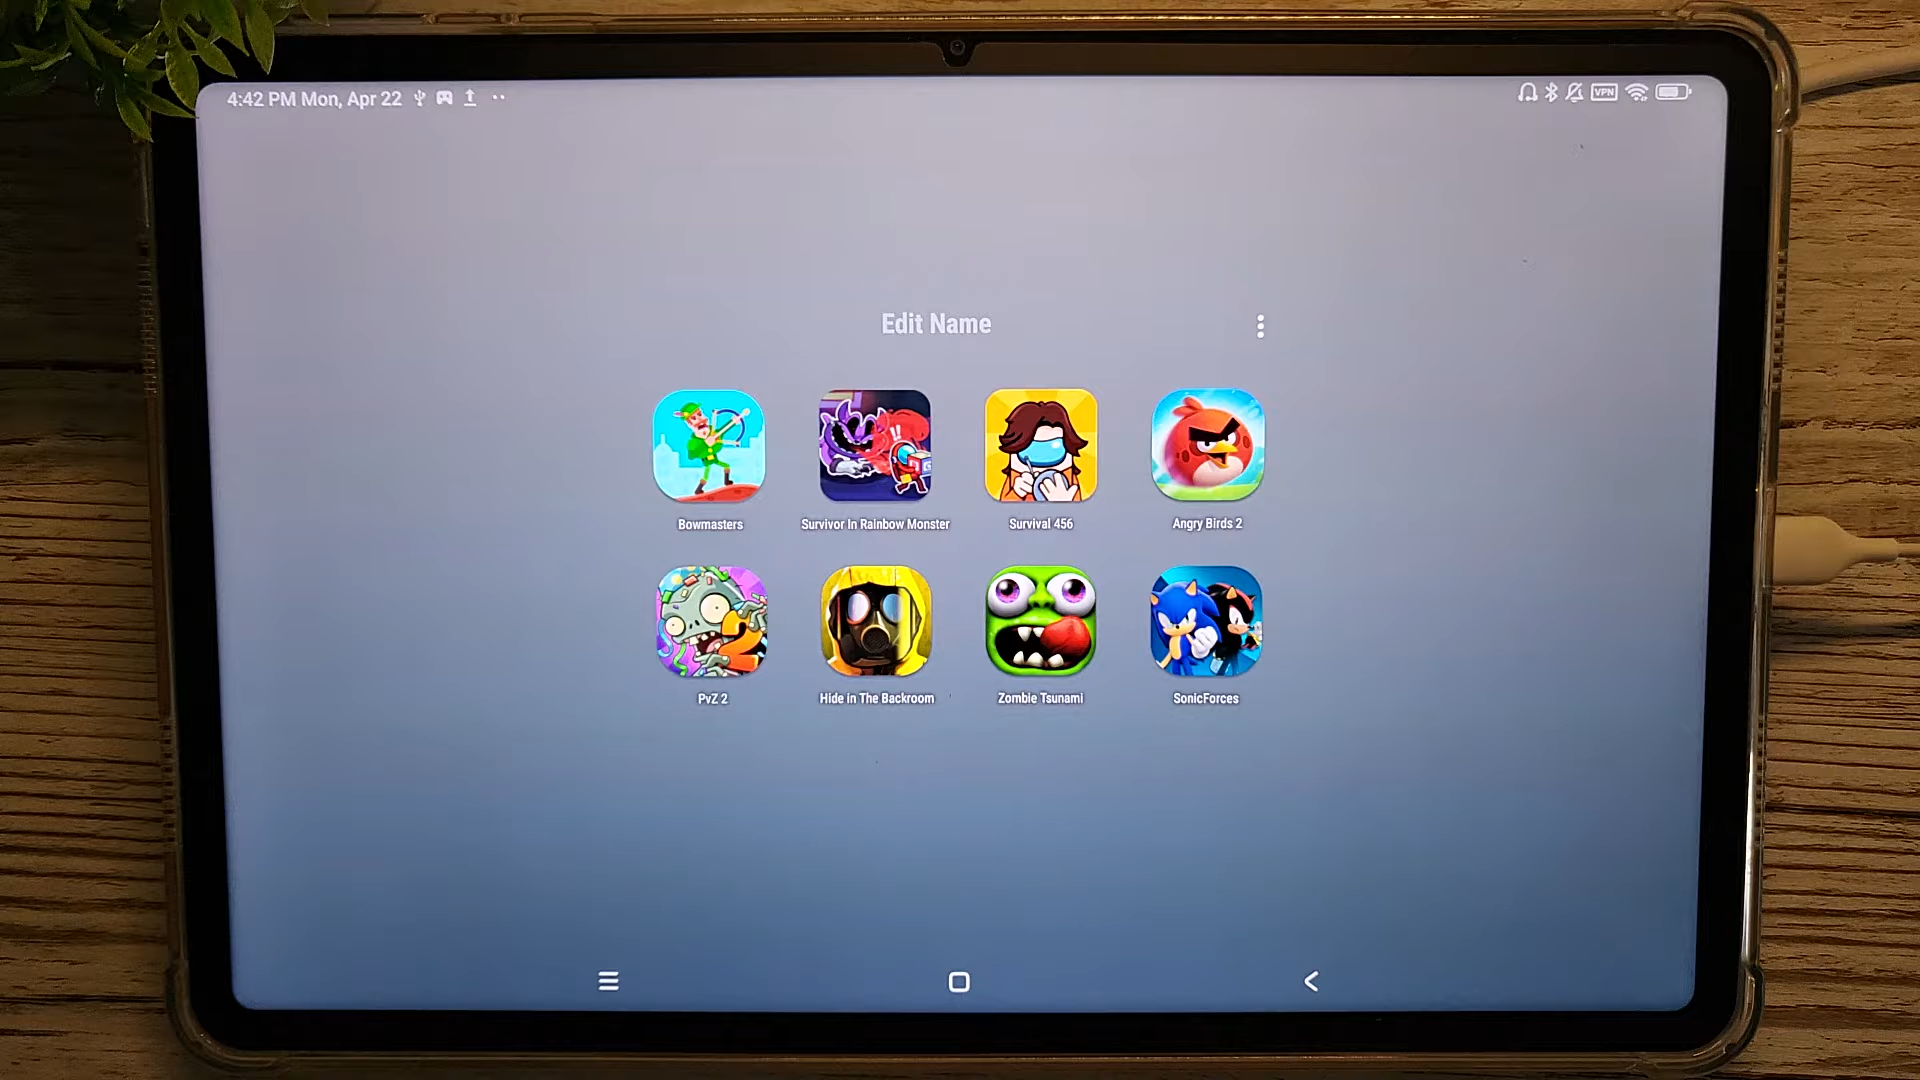 4:42 PM Mon, Apr 22
VPN
Edit Name
Bowmasters
Survivor In Rainbow Monster
Survival 456
Angry Birds 2
2
PvZ 2
Hide in The Backroom
Zombie Tsunami
SonicForces